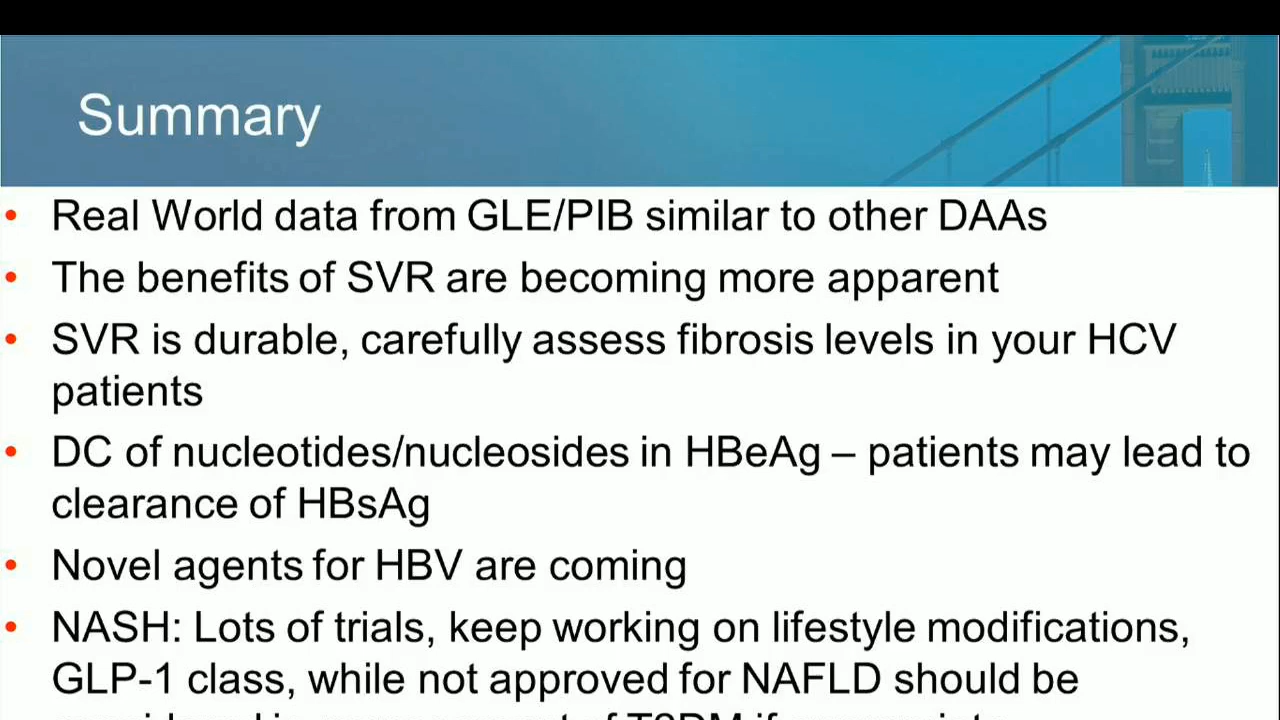 Summary
• Real World data from GLE/PIB similar to other DAAs
• The benefits of SVR are becoming more apparent
• SVR is durable, carefully assess fibrosis levels in your HCV
patients
• DC of nucleotides/nucleosides in HBeAg – patients may lead to
clearance of HBsAg
• Novel agents for HBV are coming
• NASH: Lots of trials, keep working on lifestyle modifications,
GLP-1 class, while not approved for NAFLD should be
of T2DM if